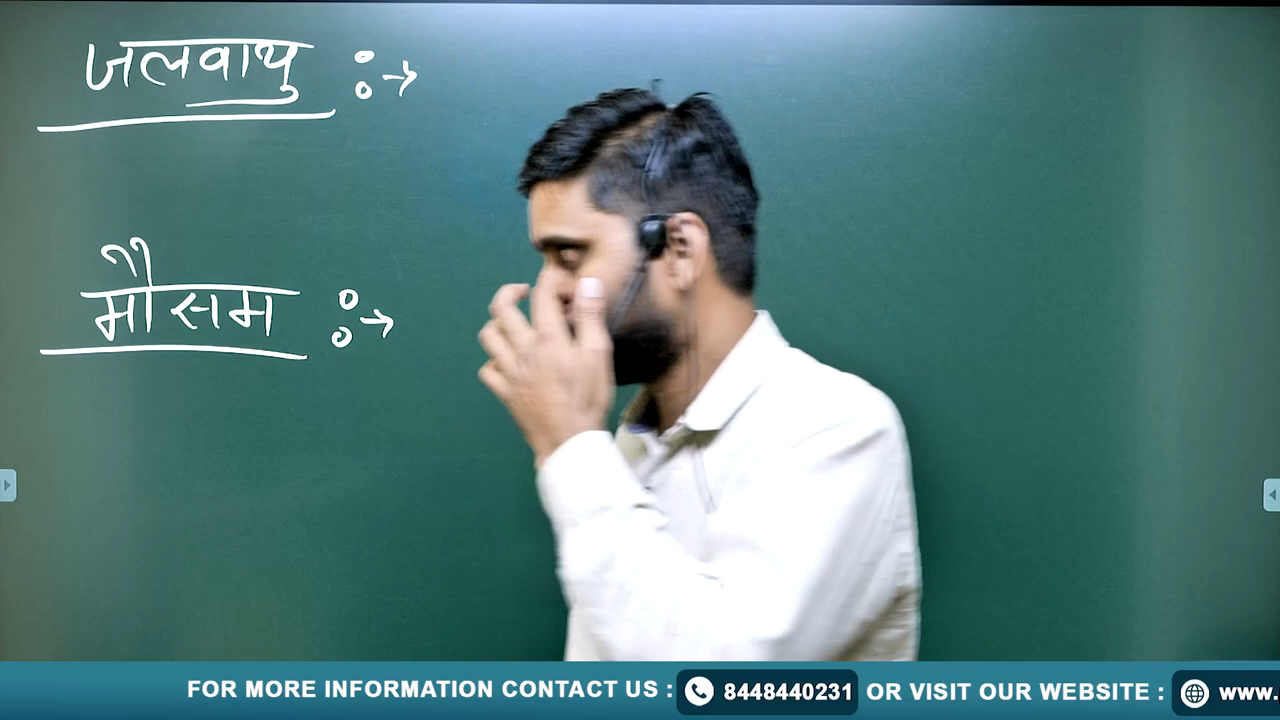 जलवायु :→
मौसम :→
FOR MORE INFORMATION CONTACT US : 8448440231 OR VISIT OUR WEBSITE : www.